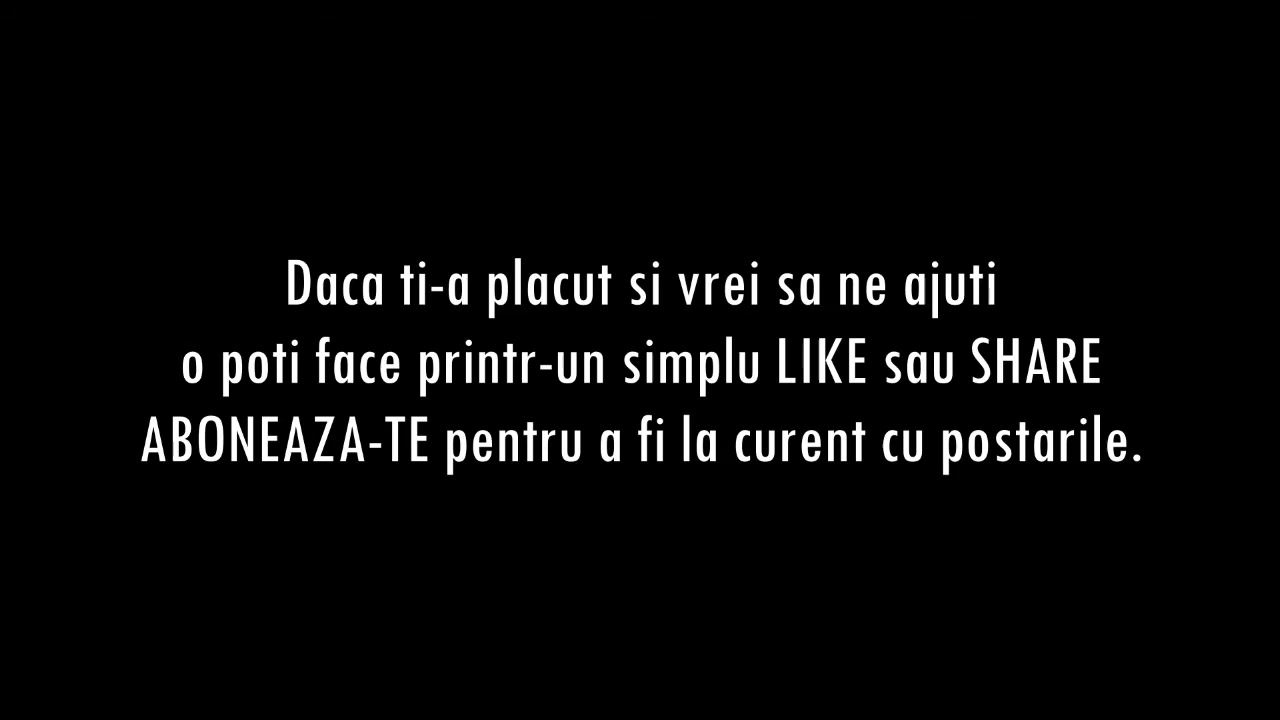 Daca ti-a placut si vrei sa ne ajuti
o poti face printr-un simplu LIKE sau SHARE
ABONEAZA-TE pentru a fi la curent cu postarile.